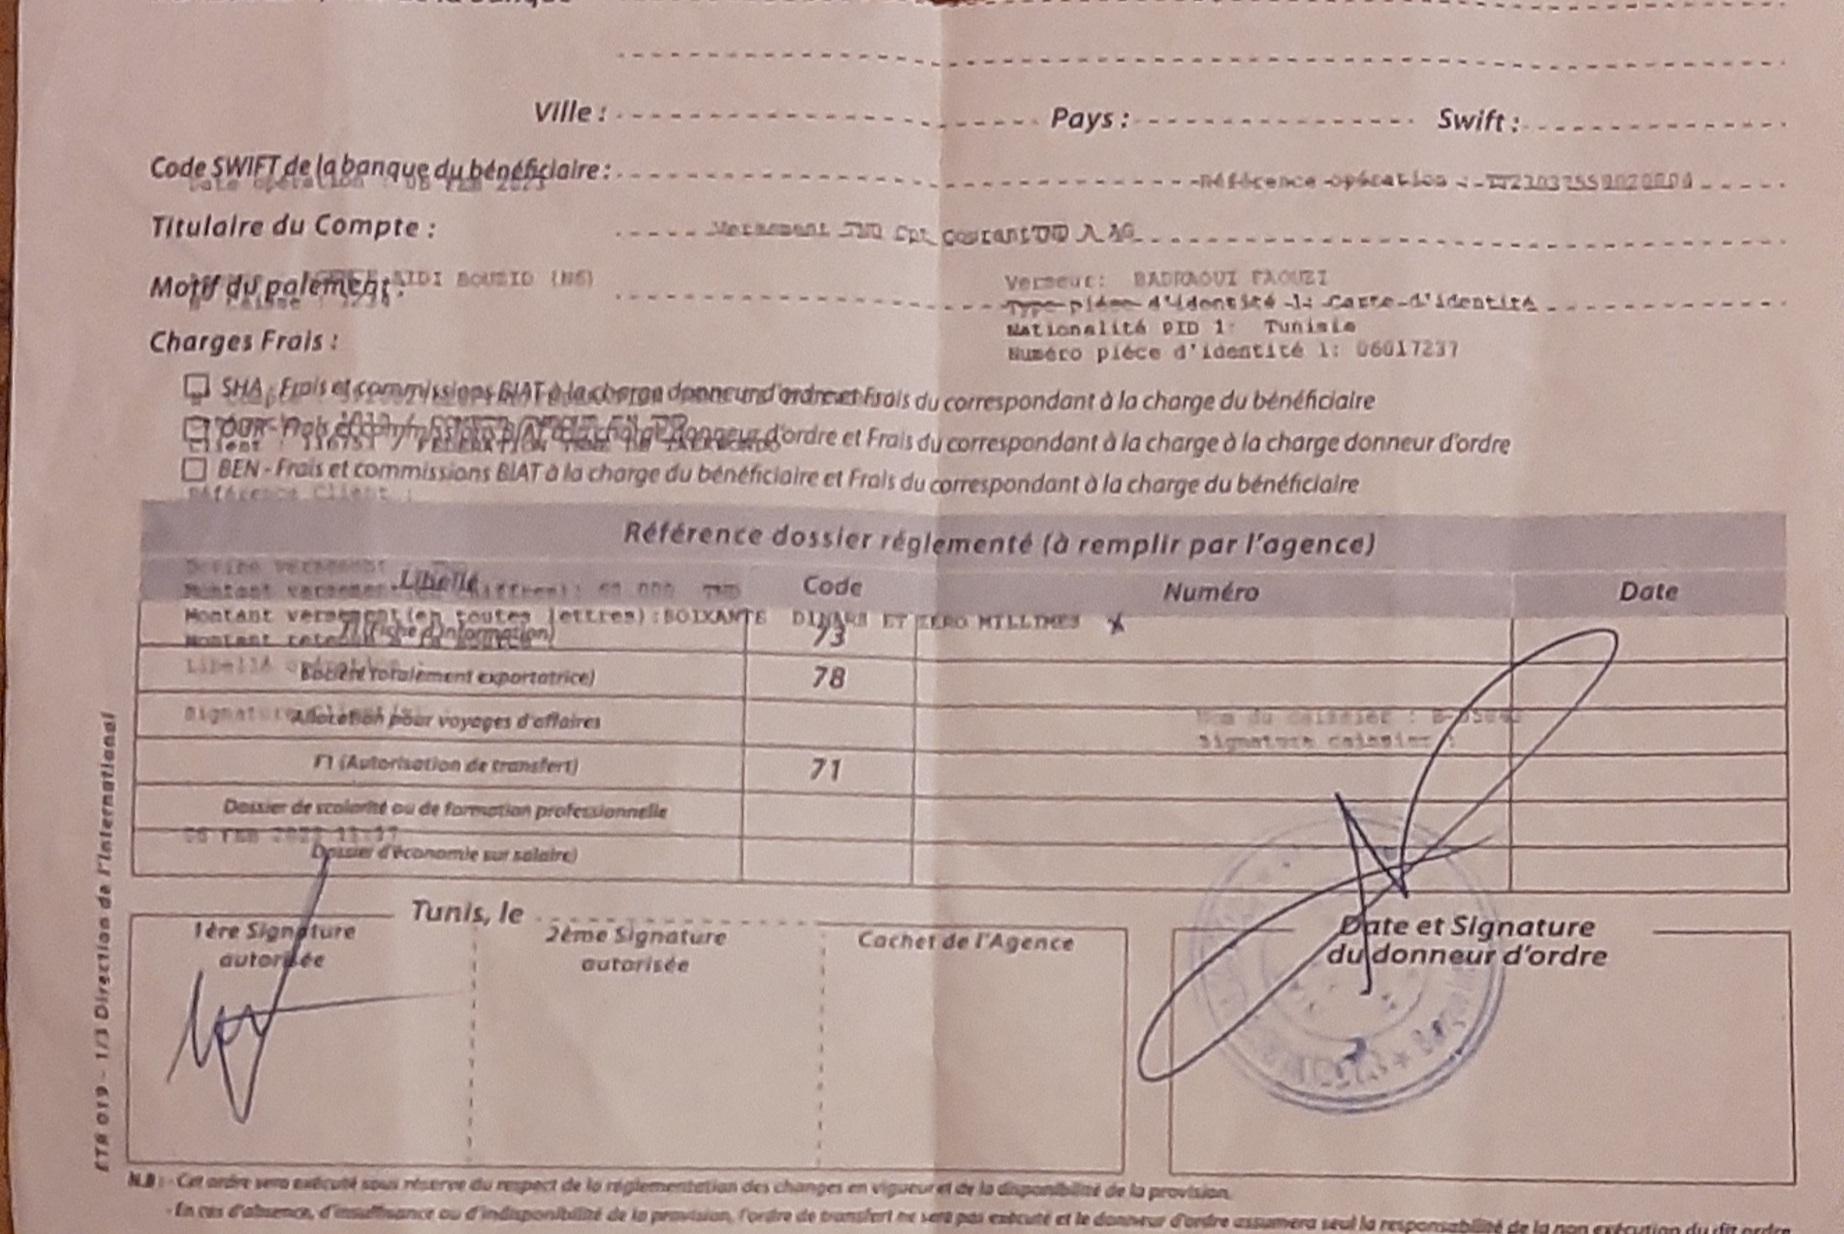 Ville : Pays : Swift :
Code SWIFT de la banque du bénéficiaire :
Référence opération :
Titulaire du Compte :
Versement TND Cpt Courant
Motif du paiement : SIDI BOUZID
Verseur: BADRAOUI FAOUZI
Type pièce d'identité 1: Carte d'identité
Nationalité PID 1: Tunisie
Charges Frais :
Numéro pièce d'identité 1: 06017237
SHA - Frais et commissions BIAT à la charge donneur d'ordre et Frais du correspondant à la charge du bénéficiaire
OUR - Frais et commissions BIAT à la charge donneur d'ordre et Frais du correspondant à la charge à la charge donneur d'ordre
Client :
BEN - Frais et commissions BIAT à la charge du bénéficiaire et Frais du correspondant à la charge du bénéficiaire
Référence Client :
Référence dossier réglementé (à remplir par l'agence)
Devise versement
Libellé Code Numéro Date
Montant versement 60.000 TND
Montant versement(en toutes lettres):SOIXANTE DINARS ET ZERO MILLIMES *
(Fiche d'information) 73
Société totalement exportatrice) 78
Allocation pour voyages d'affaires
Nom du caissier :
Signature caissier :
F1 (Autorisation de transfert) 71
Dossier de scolarité ou de formation professionnelle
Dossier d'économie sur salaire)
Tunis, le
1ère Signature autorisée
2ème Signature autorisée
Cachet de l'Agence
Date et Signature
du donneur d'ordre
ETR 019 - 1/3 Direction de l'International
N.B : - Cet ordre sera exécuté sous réserve du respect de la réglementation des changes en vigueur et de la disponibilité de la provision.
- En cas d'absence, d'insuffisance ou d'indisponibilité de la provision, l'ordre de transfert ne sera pas exécuté et le donneur d'ordre assumera seul la responsabilité de la non exécution du dit ordre